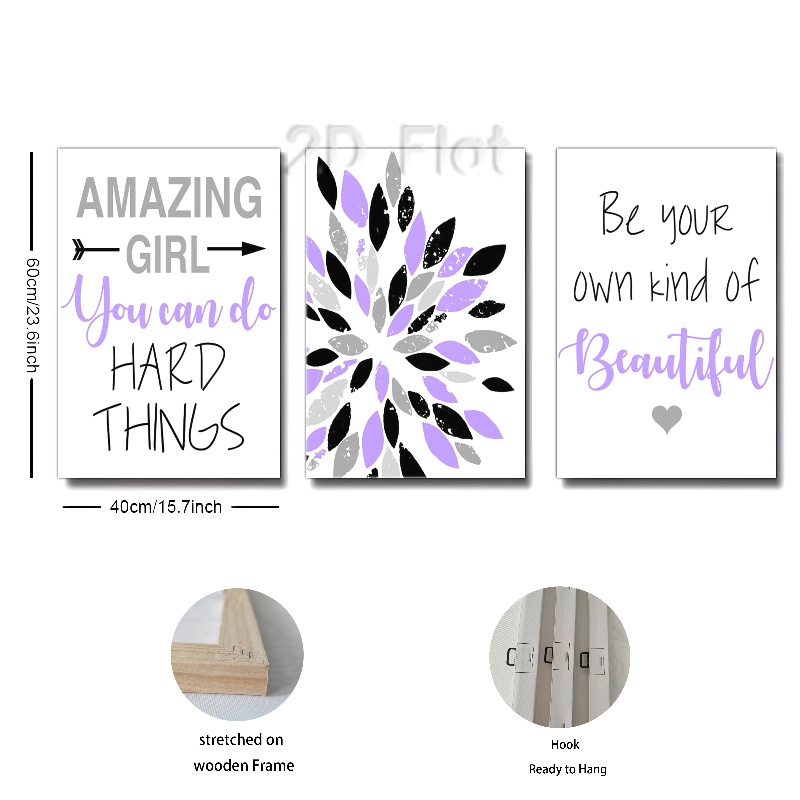 2D Flat
AMAZING
GIRL
You can do
HARD
THINGS
Be your
own kind of
Beautiful
60cm/23.6inch
40cm/15.7inch
stretched on
wooden Frame
Hook
Ready to Hang